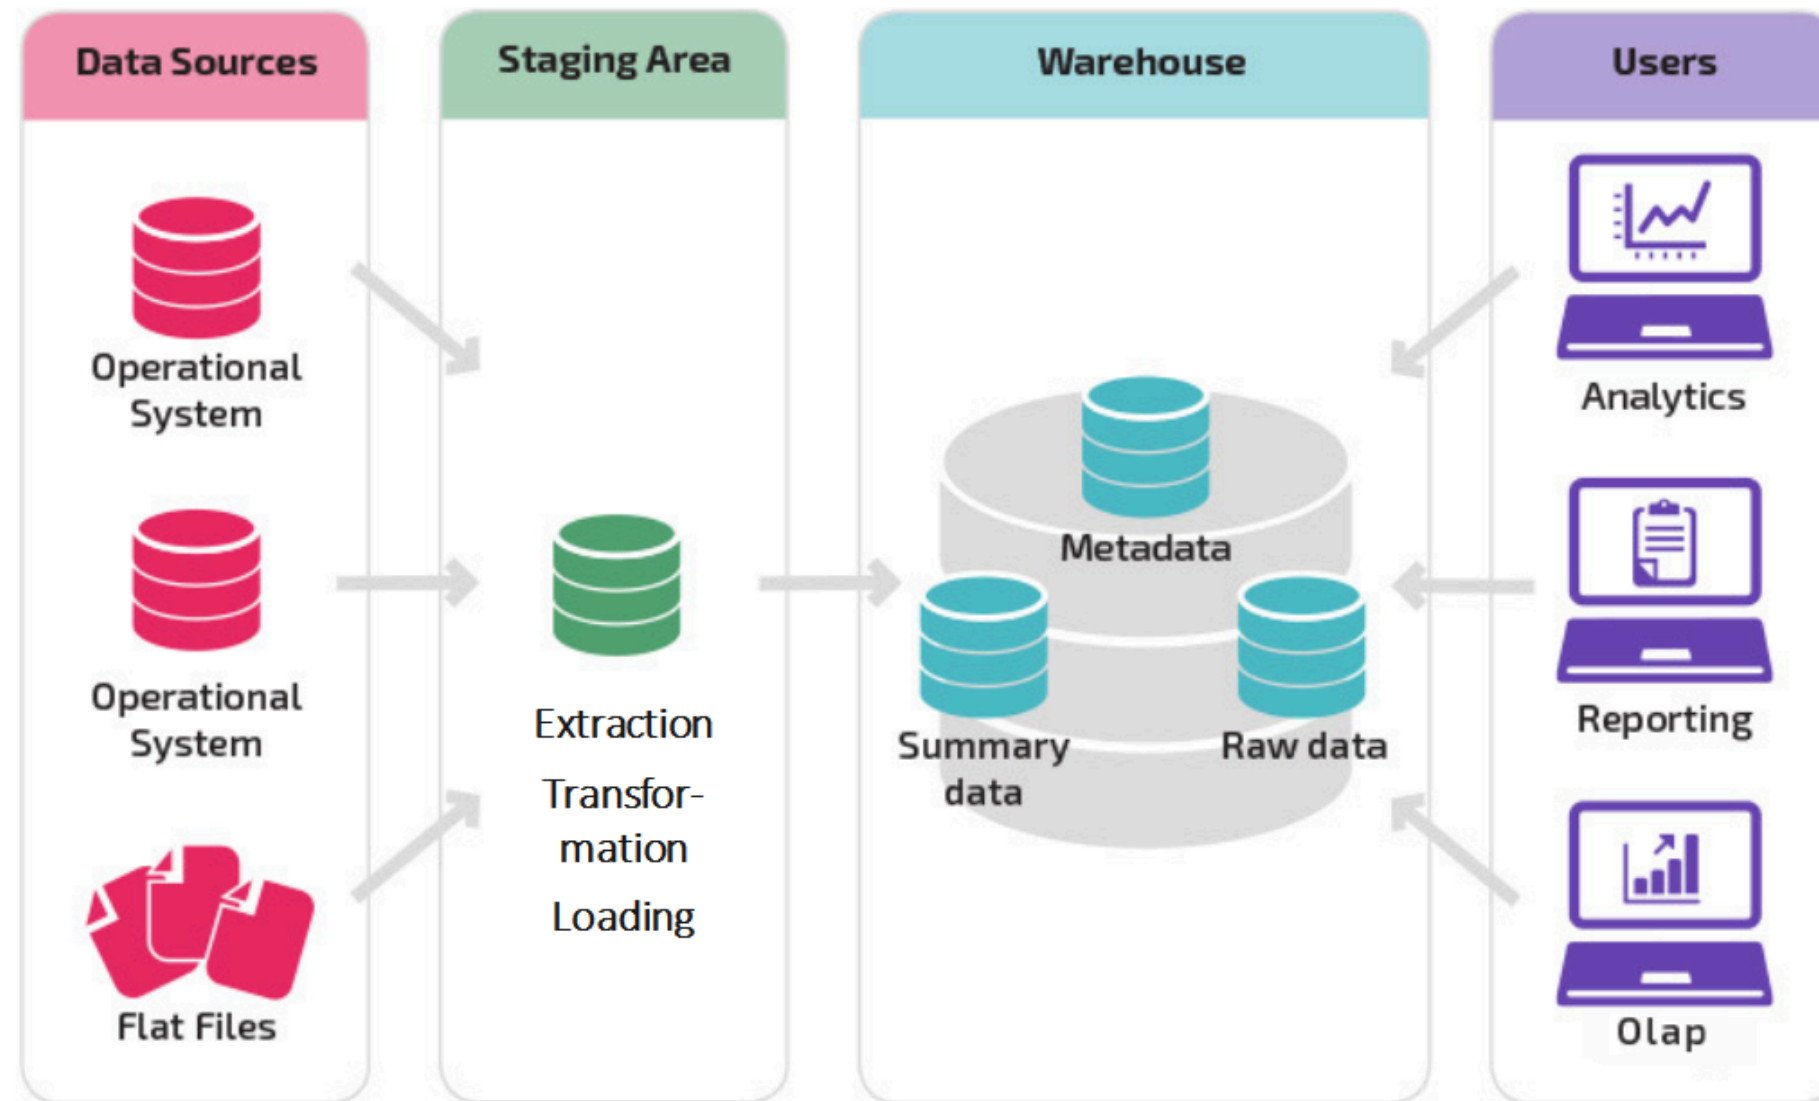 Data Sources
Operational
System
Operational
System
Flat Files
Staging Area
Extraction
Transfor-
mation
Loading
Warehouse
Metadata
Summary
data
Raw data
Users
Analytics
Reporting
Olap